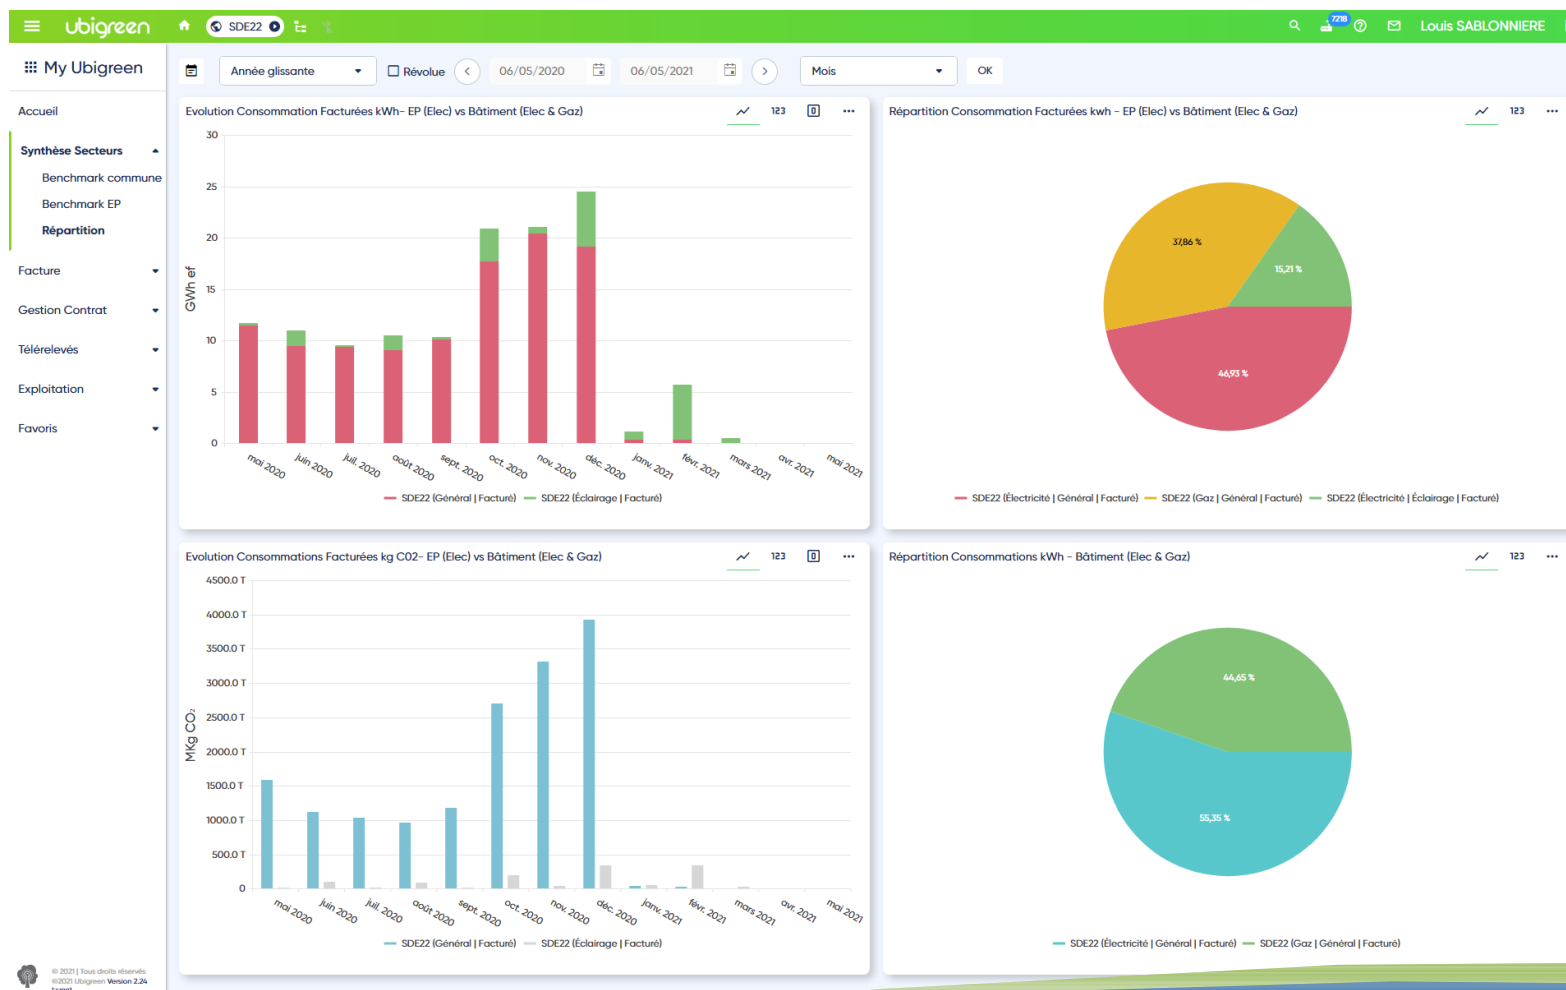 ubigreen
SDE22
7218
Louis SABLONNIERE
My Ubigreen
Année glissante
Révolue
06/05/2020
06/05/2021
Mois
OK
Accueil
Synthèse Secteurs
Benchmark commune
Benchmark EP
Répartition
Facture
Gestion Contrat
Télérelevés
Exploitation
Favoris
Evolution Consommation Facturées kWh- EP (Elec) vs Bâtiment (Elec & Gaz)
123
GWh ef
30
25
20
15
10
5
0
mai 2020
juin 2020
juil. 2020
août 2020
sept. 2020
oct. 2020
nov. 2020
déc. 2020
janv. 2021
févr. 2021
mars 2021
avr. 2021
mai 2021
SDE22 (Général | Facturé)
SDE22 (Éclairage | Facturé)
Répartition Consommation Facturées kwh - EP (Elec) vs Bâtiment (Elec & Gaz)
123
37,86 %
15,21 %
46,93 %
SDE22 (Électricité | Général | Facturé)
SDE22 (Gaz | Général | Facturé)
SDE22 (Électricité | Éclairage | Facturé)
Evolution Consommations Facturées kg C02- EP (Elec) vs Bâtiment (Elec & Gaz)
123
MKg CO₂
4500.0 T
4000.0 T
3500.0 T
3000.0 T
2500.0 T
2000.0 T
1500.0 T
1000.0 T
500.0 T
0
mai 2020
juin 2020
juil. 2020
août 2020
sept. 2020
oct. 2020
nov. 2020
déc. 2020
janv. 2021
févr. 2021
mars 2021
avr. 2021
mai 2021
SDE22 (Général | Facturé)
SDE22 (Éclairage | Facturé)
Répartition Consommations kWh - Bâtiment (Elec & Gaz)
123
44,65 %
55,35 %
SDE22 (Électricité | Général | Facturé)
SDE22 (Gaz | Général | Facturé)
© 2021 | Tous droits réservés
©2021 Ubigreen Version 2.24